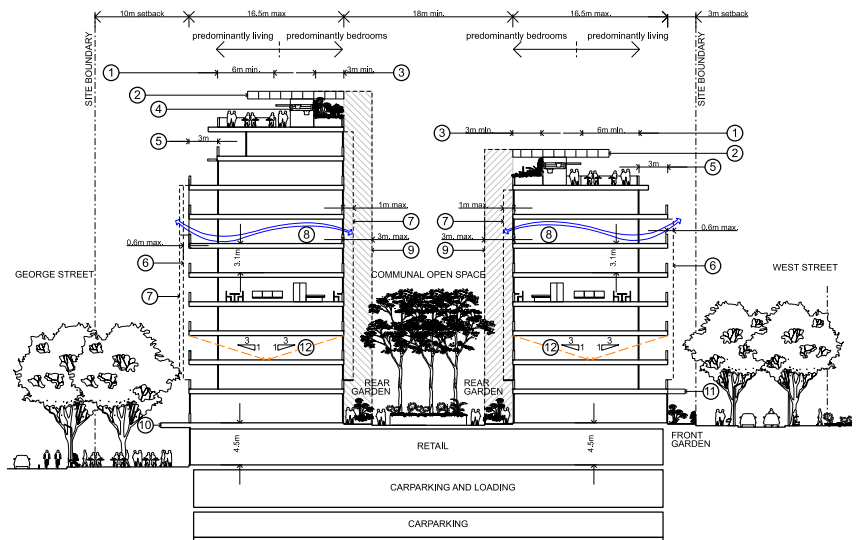 10m setback
16.5m max.
18m min.
16.5m max.
3m setback
predominantly living
predominantly bedrooms
predominantly bedrooms
predominantly living
SITE BOUNDARY
SITE BOUNDARY
1
6m min.
3m min.
3
2
4
5
3m
3
3m min.
6m min.
1
2
3m
5
1m max.
7
1m max.
7
8
8
0.6m max.
3m. max.
9
3m. max.
9
0.6m max.
3.1m
3.1m
6
6
GEORGE STREET
COMMUNAL OPEN SPACE
WEST STREET
7
3
1
3
1
12
12
3
1
3
1
REAR
GARDEN
REAR
GARDEN
11
10
4.5m
RETAIL
4.5m
FRONT
GARDEN
CARPARKING AND LOADING
CARPARKING